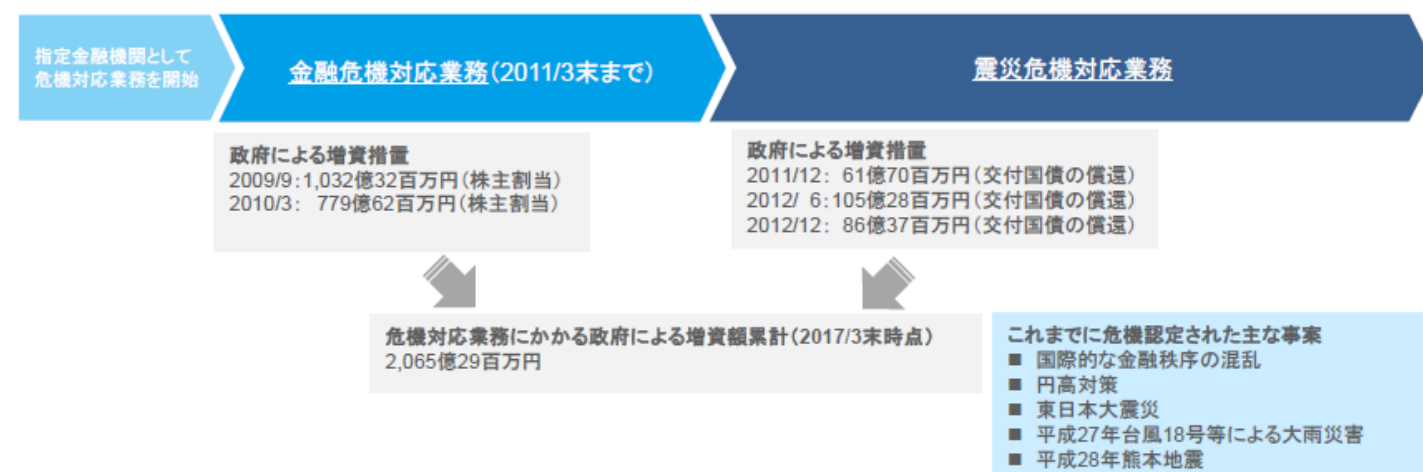 指定金融機関として
危機対応業務を開始
金融危機対応業務(2011/3末まで)
震災危機対応業務
政府による増資措置
2009/9:1,032億32百万円(株主割当)
2010/3: 779億62百万円(株主割当)
政府による増資措置
2011/12: 61億70百万円(交付国債の償還)
2012/ 6:105億28百万円(交付国債の償還)
2012/12: 86億37百万円(交付国債の償還)
危機対応業務にかかる政府による増資額累計(2017/3末時点)
2,065億29百万円
これまでに危機認定された主な事案
■ 国際的な金融秩序の混乱
■ 円高対策
■ 東日本大震災
■ 平成27年台風18号等による大雨災害
■ 平成28年熊本地震